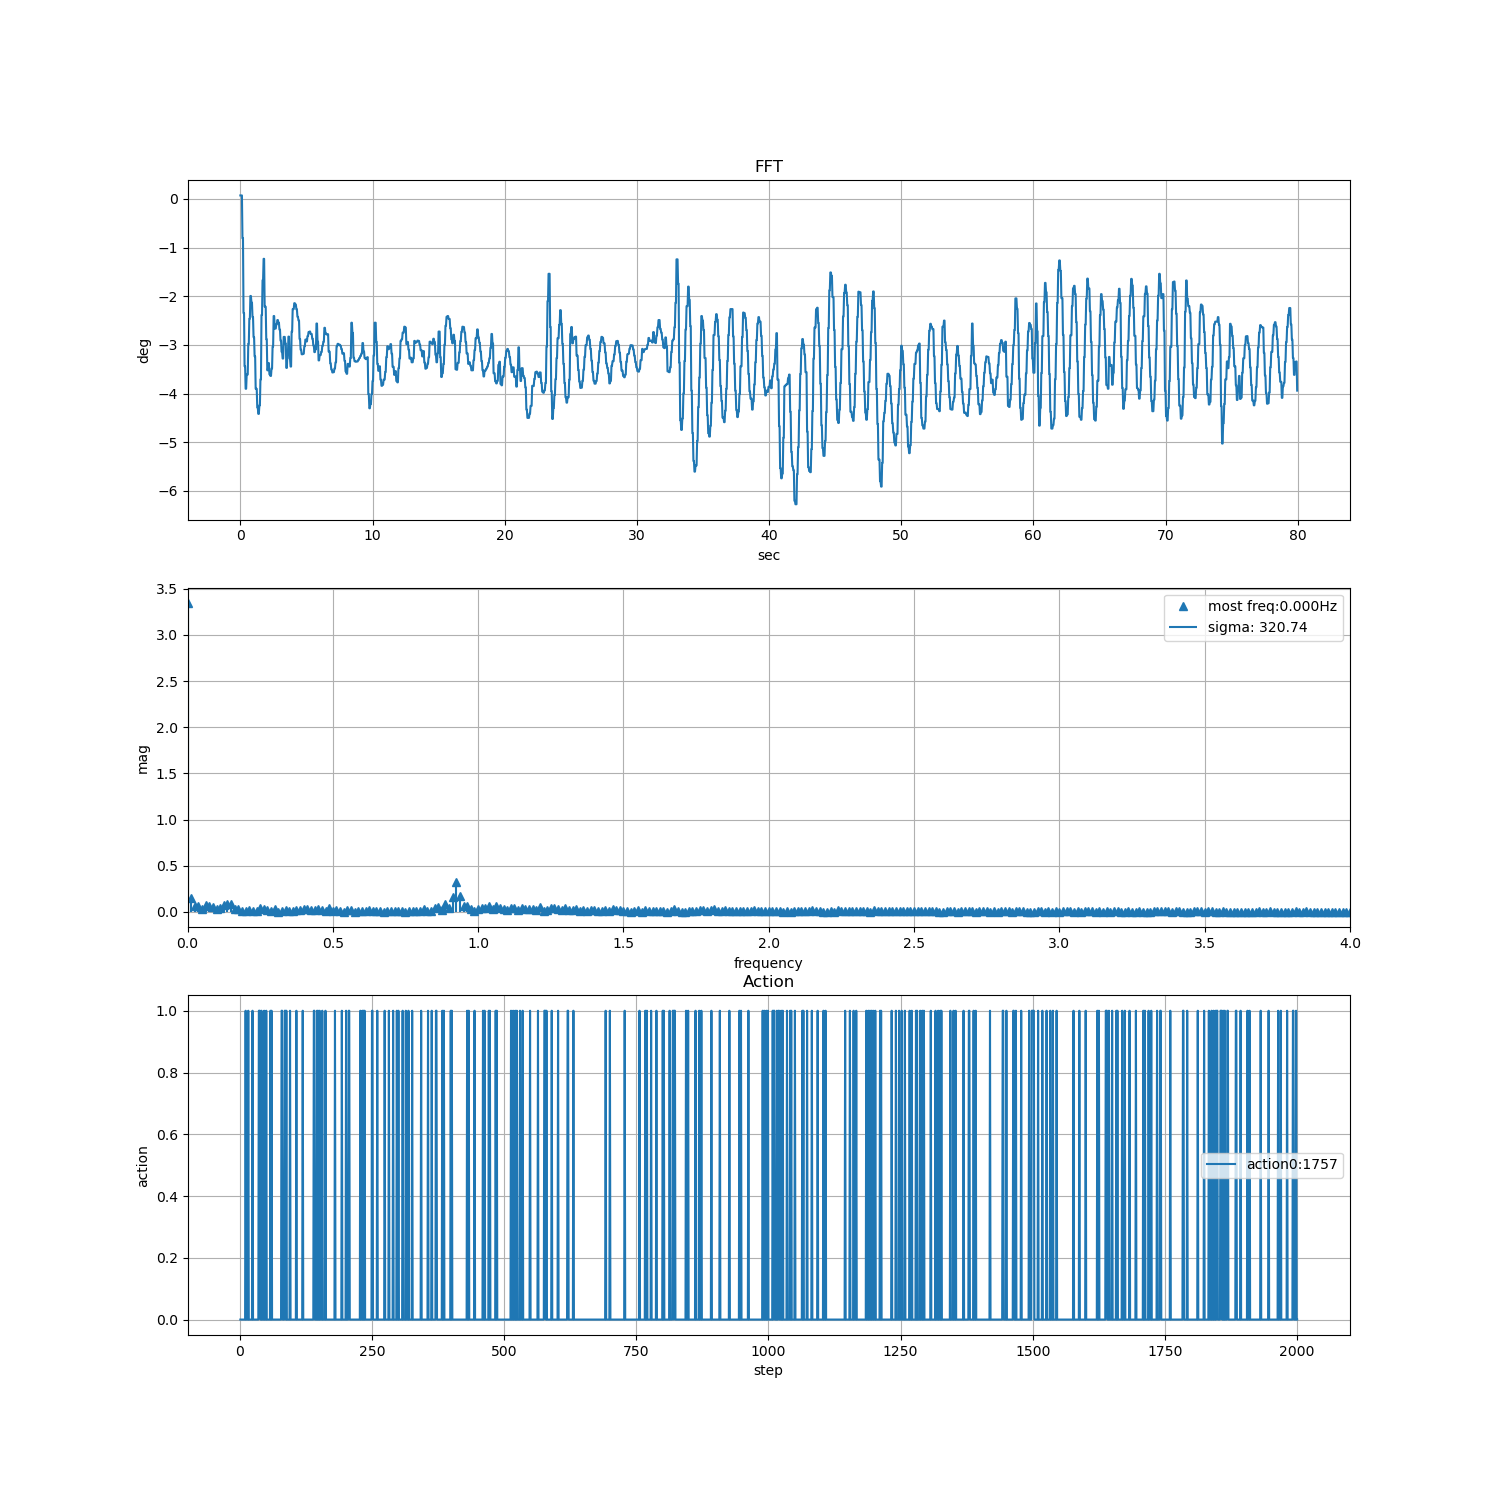 FFT
0
−1
−2
−3
−4
−5
−6
deg
0 10 20 30 40 50 60 70 80
sec
3.5
3.0
2.5
2.0
1.5
1.0
0.5
0.0
mag
most freq:0.000Hz
sigma: 320.74
0.0 0.5 1.0 1.5 2.0 2.5 3.0 3.5 4.0
frequency
Action
1.0
0.8
0.6
0.4
0.2
0.0
action
action0:1757
0 250 500 750 1000 1250 1500 1750 2000
step